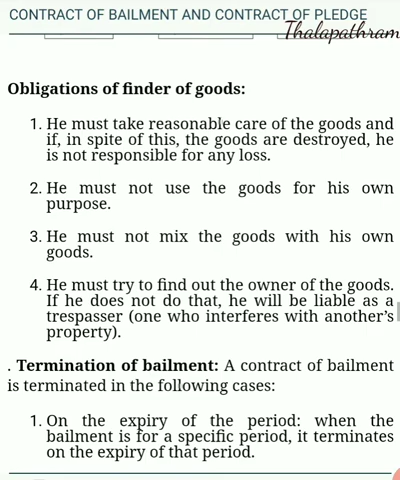 CONTRACT OF BAILMENT AND CONTRACT OF PLEDGE
Thalapathram
Obligations of finder of goods:
1. He must take reasonable care of the goods and
if, in spite of this, the goods are destroyed, he
is not responsible for any loss.
2. He must not use the goods for his own
purpose.
3. He must not mix the goods with his own
goods.
4. He must try to find out the owner of the goods.
If he does not do that, he will be liable as a
trespasser (one who interferes with another's
property).
. Termination of bailment: A contract of bailment
is terminated in the following cases:
1. On the expiry of the period: when the
bailment is for a specific period, it terminates
on the expiry of that period.